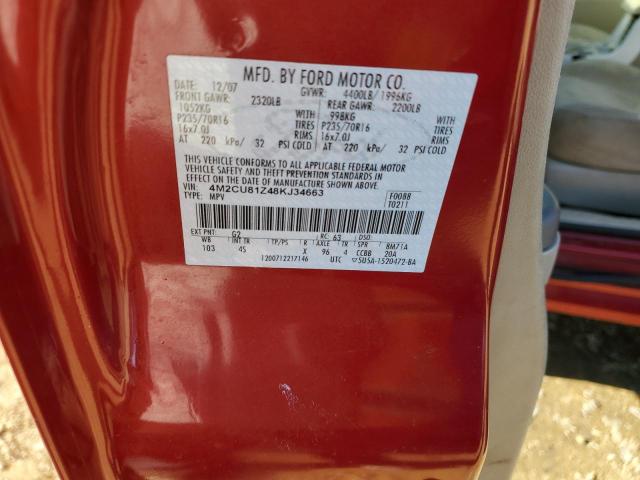 MFD. BY FORD MOTOR CO.
DATE: 12/07 GVWR: 4400LB/ 1996KG
FRONT GAWR: 2320LB REAR GAWR: 2200LB
1052KG WITH 998KG WITH
P235/70R16 TIRES P235/70R16 TIRES
16x7.0J RIMS 16x7.0J RIMS
AT 220 kPa/ 32 PSI COLD AT 220 kPa/ 32 PSI COLD
THIS VEHICLE CONFORMS TO ALL APPLICABLE FEDERAL MOTOR
VEHICLE SAFETY AND THEFT PREVENTION STANDARDS IN
EFFECT ON THE DATE OF MANUFACTURE SHOWN ABOVE.
VIN: 4M2CU81Z48KJ34663 F0088
TYPE: MPV T0211
EXT PNT: G2 RC: 63 DSO:
WB INT TR TP/PS R AXLE TR SPR 8M71A
103 4S X 96 4 CCBB 20A
1200712217146 UTC 5U5A-1520472-BA